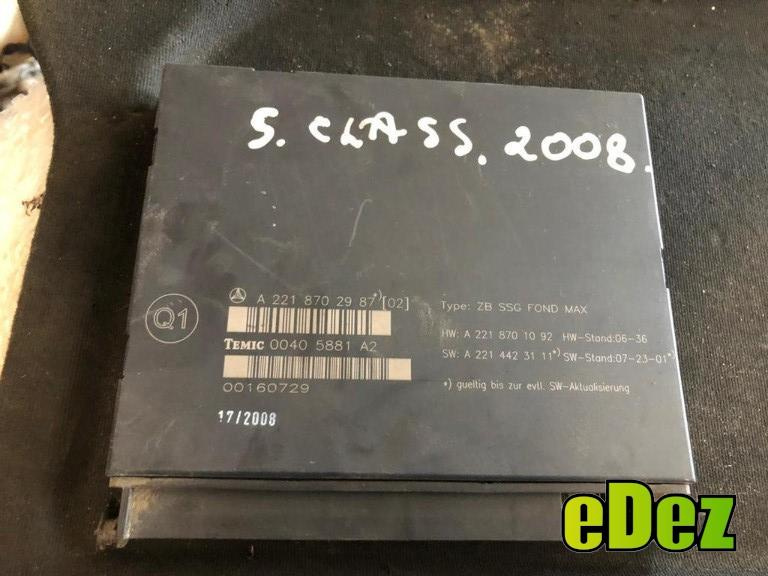 S. CLASS. 2008.
A 221 870 29 87*)[02]
Q1
TEMIC 0040 5881 A2
00160729
17/2008
Type: ZB SSG FOND MAX
HW: A 221 870 10 92 HW-Stand:06-36
SW: A 221 442 31 11*) SW-Stand:07-23-01*)
*) gueltig bis zur evtl. SW-Aktualisierung
eDez